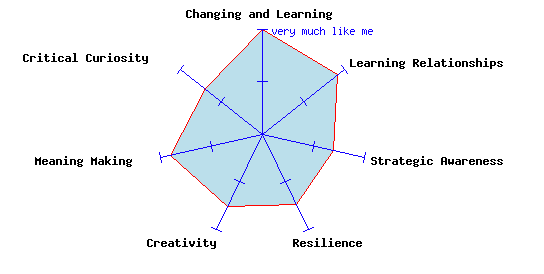 Changing and Learning
very much like me
Critical Curiosity
Learning Relationships
Meaning Making
Strategic Awareness
Creativity
Resilience